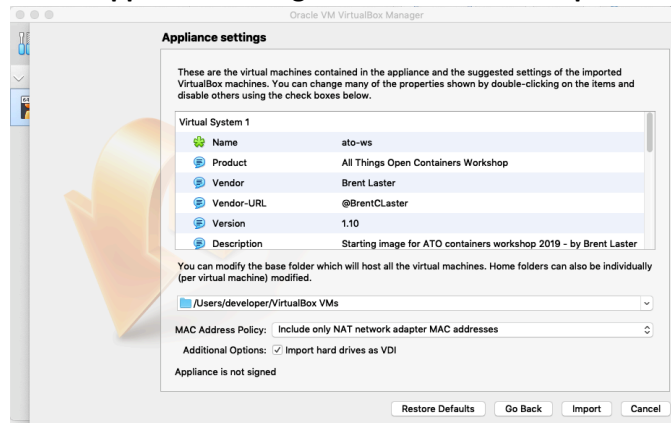 Oracle VM VirtualBox Manager
Appliance settings
These are the virtual machines contained in the appliance and the suggested settings of the imported
VirtualBox machines. You can change many of the properties shown by double-clicking on the items and
disable others using the check boxes below.
Virtual System 1
Name ato-ws
Product All Things Open Containers Workshop
Vendor Brent Laster
Vendor-URL @BrentCLaster
Version 1.10
Description Starting image for ATO containers workshop 2019 - by Brent Laster
You can modify the base folder which will host all the virtual machines. Home folders can also be individually
(per virtual machine) modified.
/Users/developer/VirtualBox VMs
MAC Address Policy: Include only NAT network adapter MAC addresses
Additional Options: Import hard drives as VDI
Appliance is not signed
Restore Defaults Go Back Import Cancel